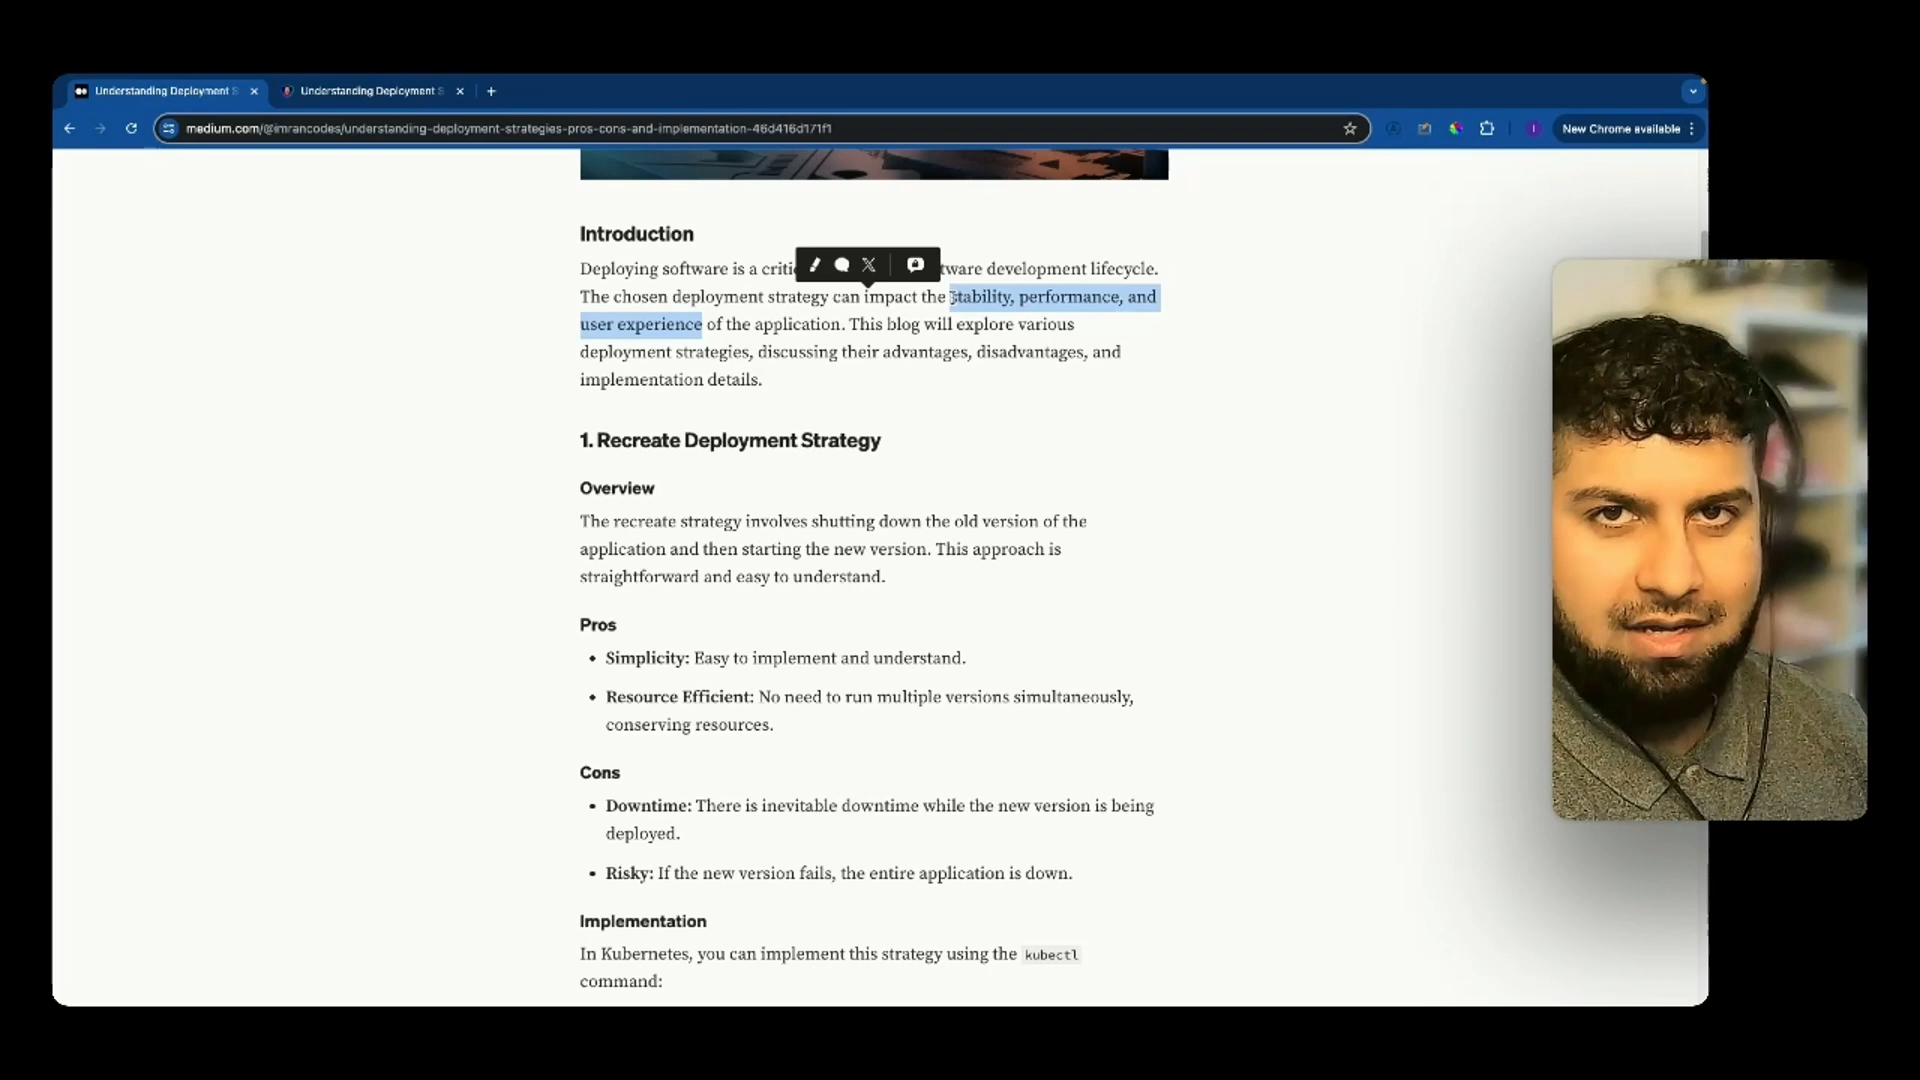 Understanding Deployment S
Understanding Deployment S
medium.com/@imrancodes/understanding-deployment-strategies-pros-cons-and-implementation-46d416d171f1
New Chrome available
Introduction
Deploying software is a critic tware development lifecycle.
The chosen deployment strategy can impact the stability, performance, and
user experience of the application. This blog will explore various
deployment strategies, discussing their advantages, disadvantages, and
implementation details.
1. Recreate Deployment Strategy
Overview
The recreate strategy involves shutting down the old version of the
application and then starting the new version. This approach is
straightforward and easy to understand.
Pros
• Simplicity: Easy to implement and understand.
• Resource Efficient: No need to run multiple versions simultaneously,
conserving resources.
Cons
• Downtime: There is inevitable downtime while the new version is being
deployed.
• Risky: If the new version fails, the entire application is down.
Implementation
In Kubernetes, you can implement this strategy using the kubectl
command: